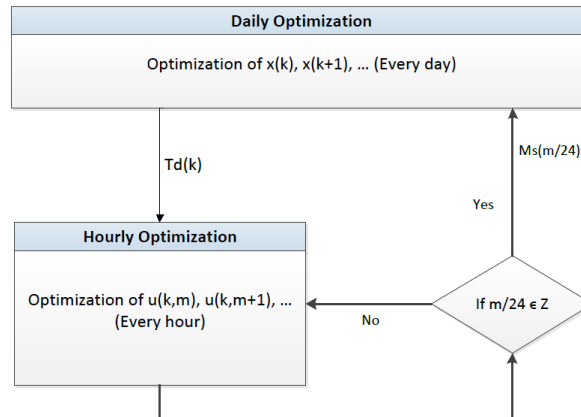 Daily Optimization
Optimization of x(k), x(k+1), ... (Every day)
Td(k)
Ms(m/24)
Yes
Hourly Optimization
Optimization of u(k,m), u(k,m+1), ...
(Every hour)
No
If m/24 ϵ Z